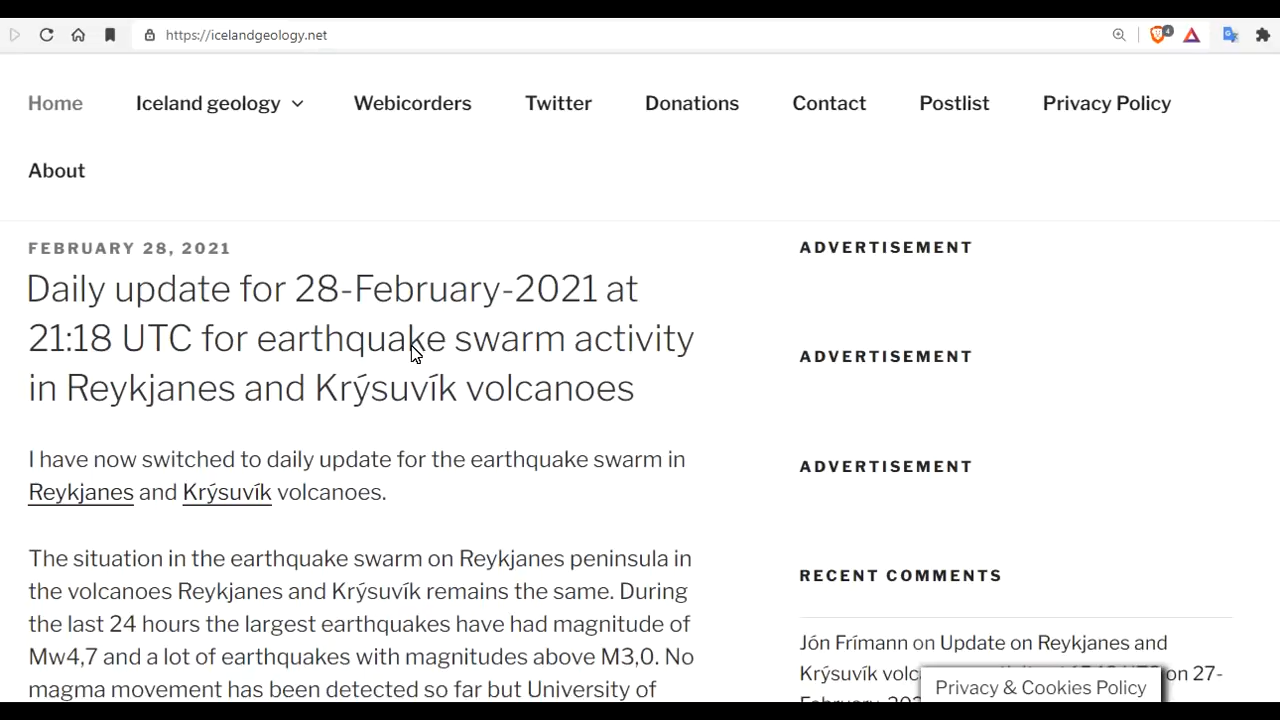 https://icelandgeology.net
4
Home Iceland geology Webicorders Twitter Donations Contact Postlist Privacy Policy
About
FEBRUARY 28, 2021
Daily update for 28-February-2021 at
21:18 UTC for earthquake swarm activity
in Reykjanes and Krýsuvík volcanoes
I have now switched to daily update for the earthquake swarm in
Reykjanes and Krýsuvík volcanoes.
The situation in the earthquake swarm on Reykjanes peninsula in
the volcanoes Reykjanes and Krýsuvík remains the same. During
the last 24 hours the largest earthquakes have had magnitude of
Mw4,7 and a lot of earthquakes with magnitudes above M3,0. No
magma movement has been detected so far but University of
ADVERTISEMENT
ADVERTISEMENT
ADVERTISEMENT
RECENT COMMENTS
Jón Frímann on Update on Reykjanes and
Krýsuvík on 27-
Privacy & Cookies Policy